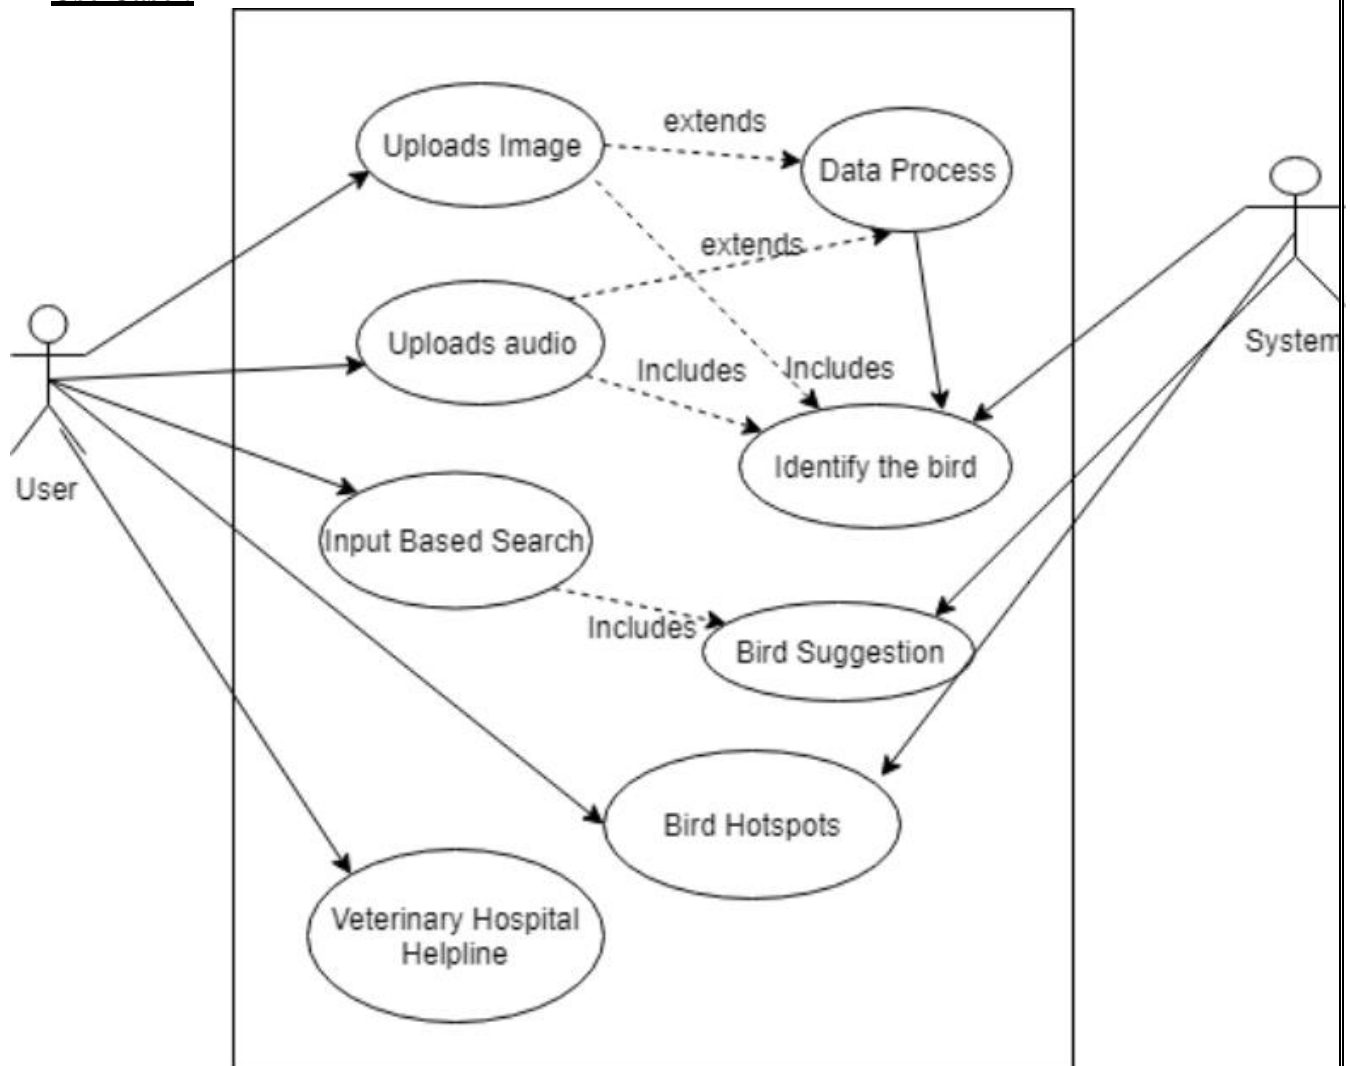 Uploads Image
extends
Data Process
extends
Uploads audio
Includes
Includes
System
Identify the bird
User
Input Based Search
Includes
Bird Suggestion
Bird Hotspots
Veterinary Hospital
Helpline